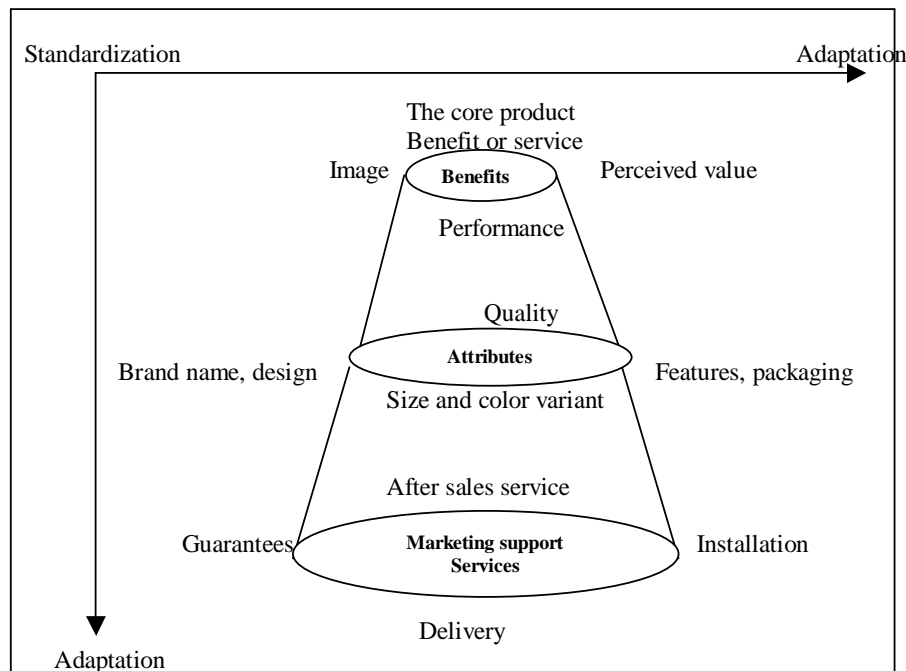 Standardization
Adaptation
The core product
Benefit or service
Image
Benefits
Perceived value
Performance
Quality
Attributes
Brand name, design
Features, packaging
Size and color variant
After sales service
Guarantees
Marketing support
Services
Installation
Delivery
Adaptation